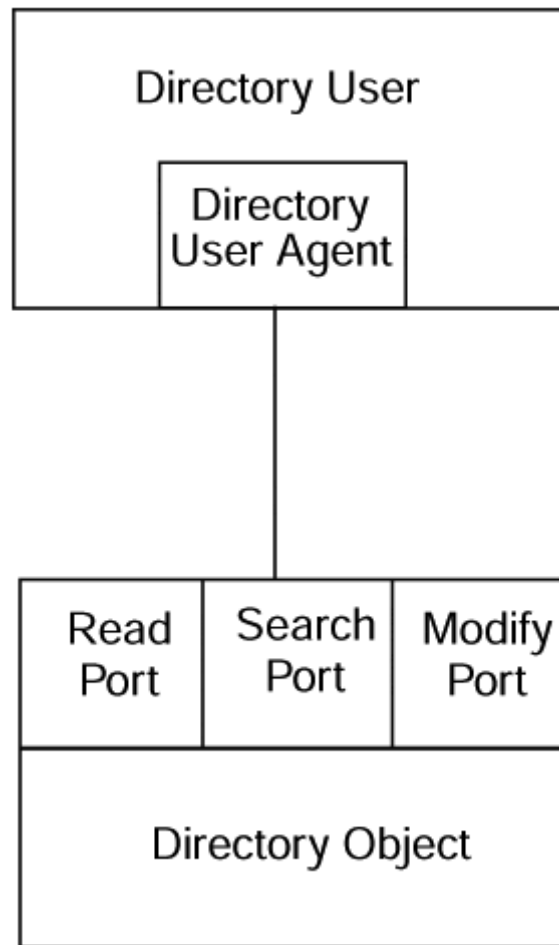 Directory User
Directory
User Agent
Read
Port
Search
Port
Modify
Port
Directory Object